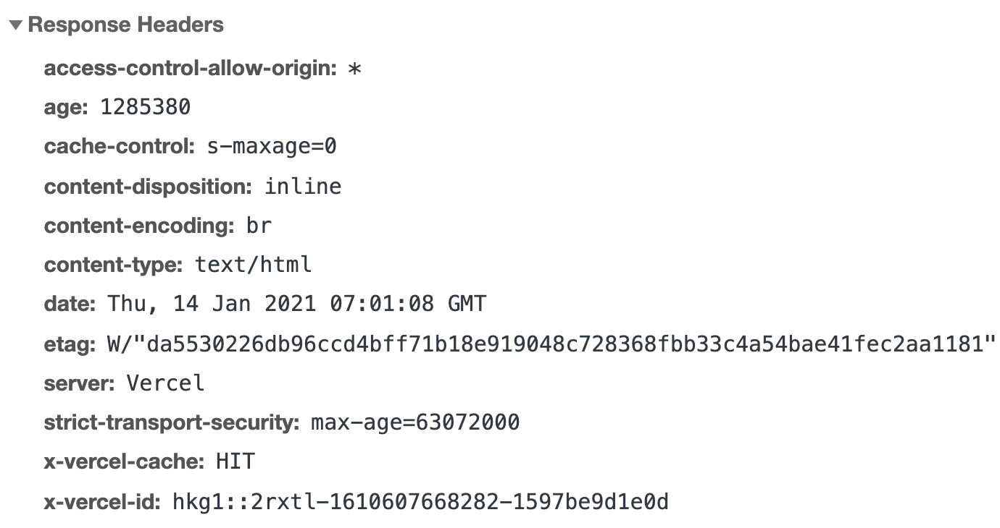 Response Headers
access-control-allow-origin: *
age: 1285380
cache-control: s-maxage=0
content-disposition: inline
content-encoding: br
content-type: text/html
date: Thu, 14 Jan 2021 07:01:08 GMT
etag: W/"da5530226db96ccd4bff71b18e919048c728368fbb33c4a54bae41fec2aa1181"
server: Vercel
strict-transport-security: max-age=63072000
x-vercel-cache: HIT
x-vercel-id: hkg1::2rxtl-1610607668282-1597be9d1e0d